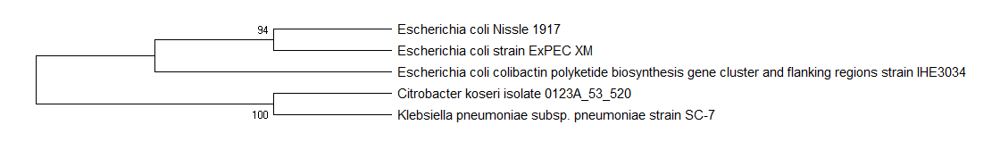 94
Escherichia coli Nissle 1917
Escherichia coli strain ExPEC XM
Escherichia coli colibactin polyketide biosynthesis gene cluster and flanking regions strain IHE3034
Citrobacter koseri isolate 0123A_53_520
100
Klebsiella pneumoniae subsp. pneumoniae strain SC-7